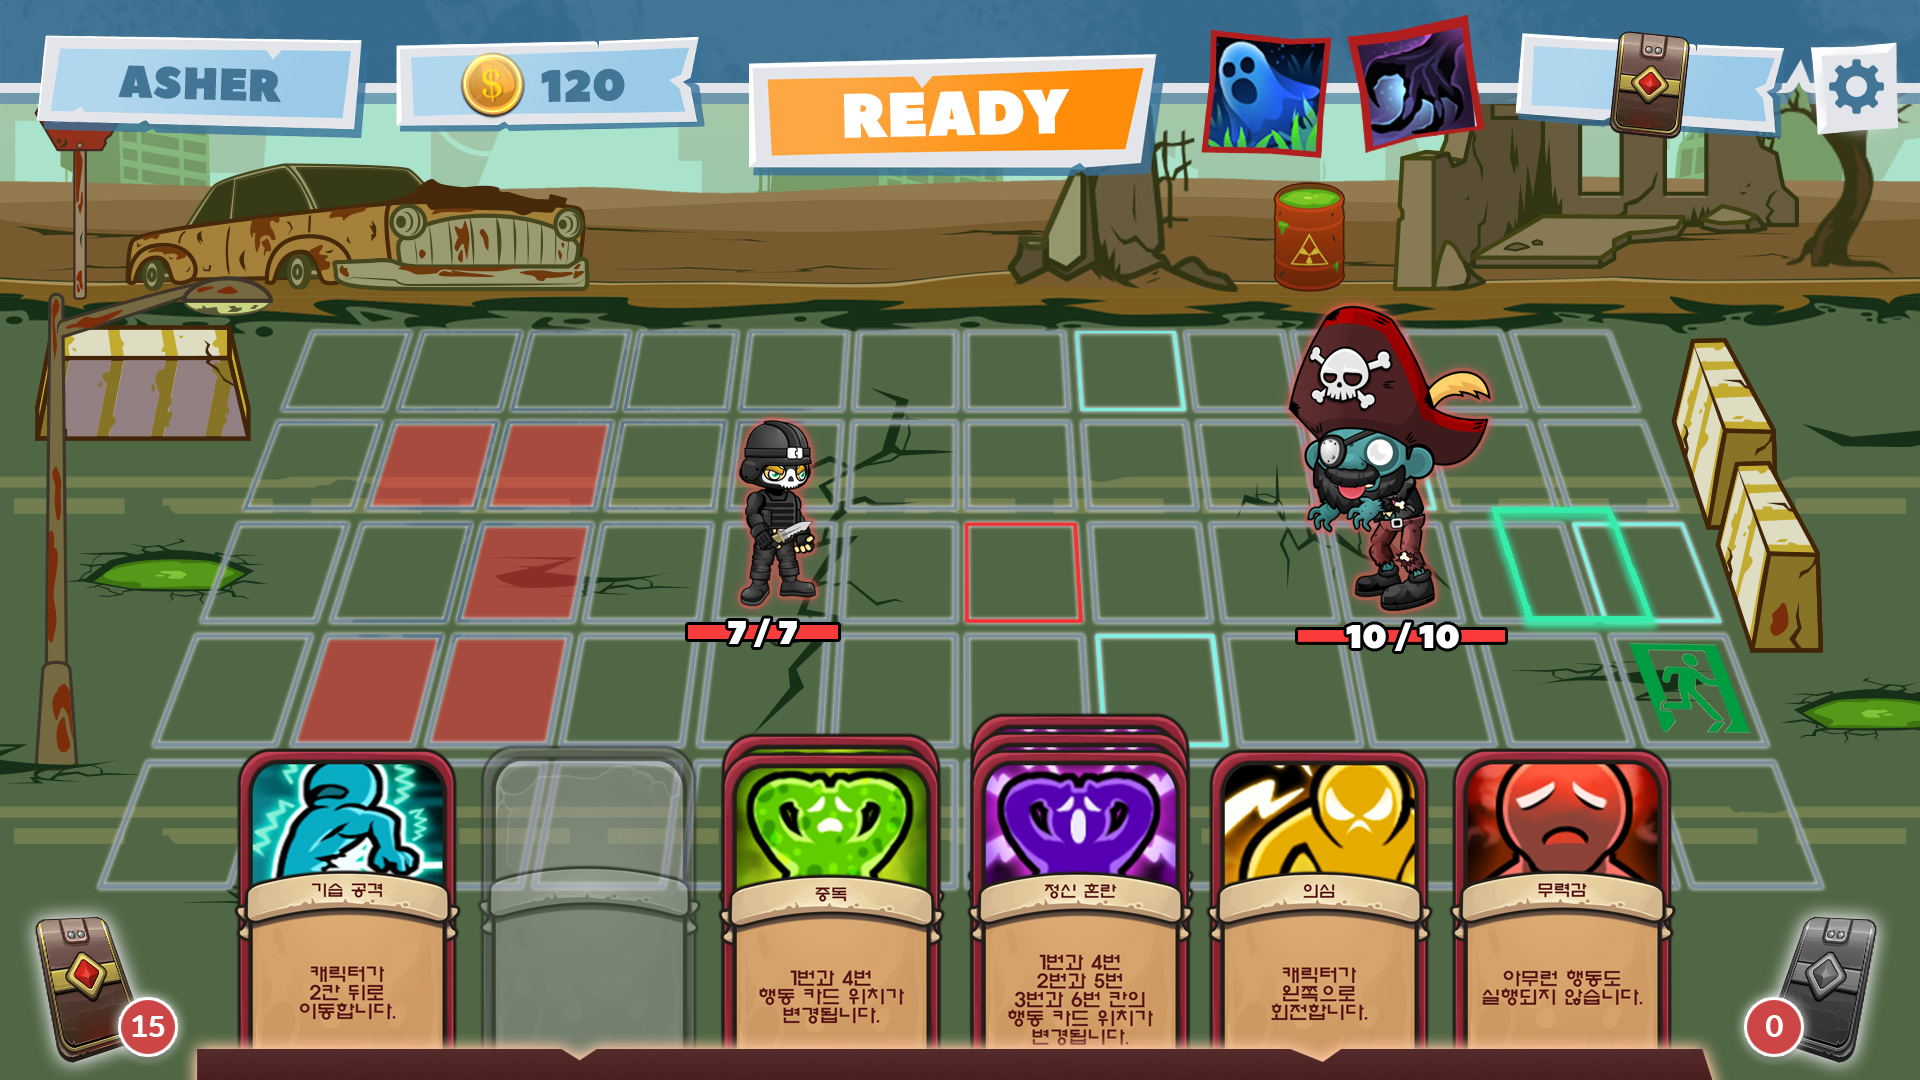 ASHER
$ 120
READY
7/7
10/10
기습 공격
캐릭터가
2칸 뒤로
이동합니다.
중독
1번과 4번
행동 카드 위치가
변경됩니다.
정신 혼란
1번과 4번
2번과 5번
3번과 6번 칸의
행동 카드 위치가
변경됩니다.
의심
캐릭터가
왼쪽으로
회전합니다.
무력감
아무런 행동도
실행되지 않습니다.
15
0